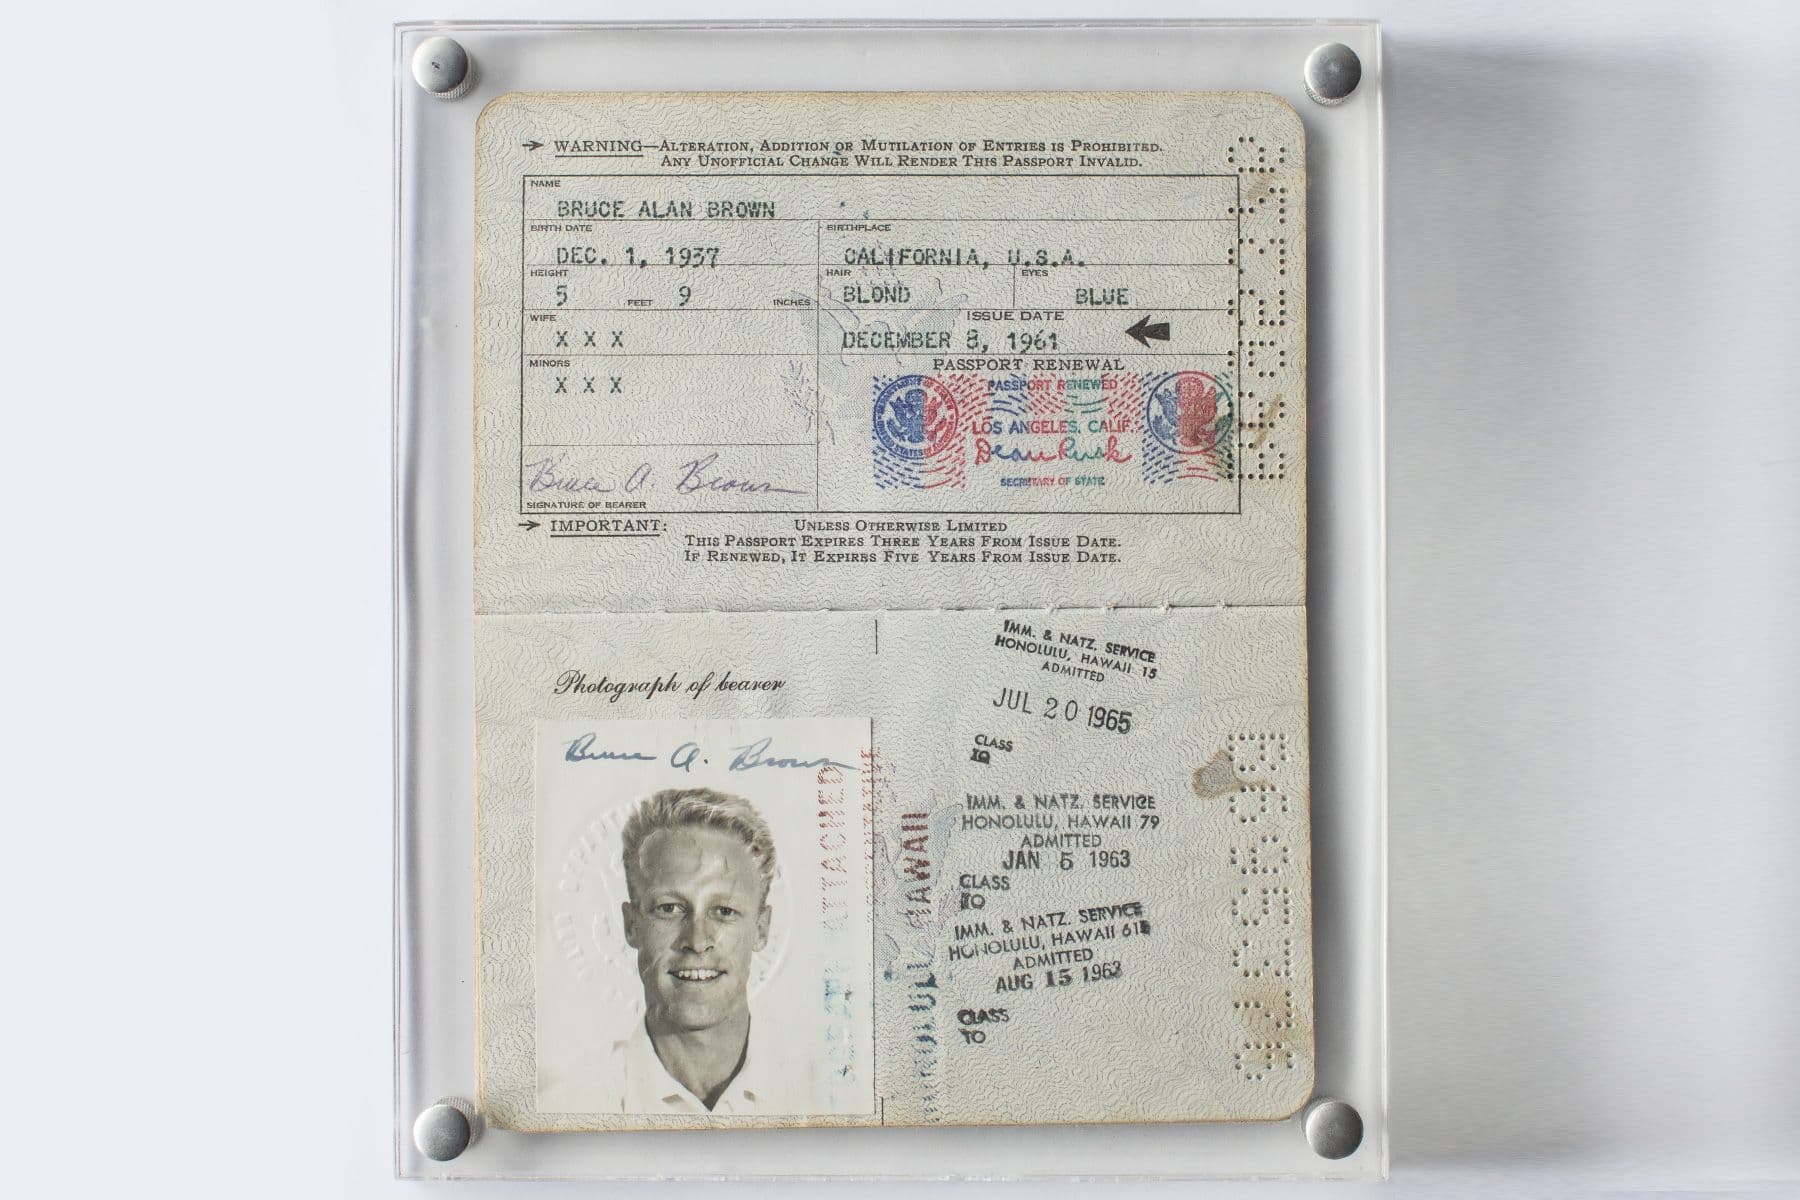 → WARNING—ALTERATION, ADDITION OR MUTILATION OF ENTRIES IS PROHIBITED.
ANY UNOFFICIAL CHANGE WILL RENDER THIS PASSPORT INVALID.
NAME
BRUCE ALAN BROWN
BIRTH DATE
DEC. 1, 1937
BIRTHPLACE
CALIFORNIA, U.S.A.
HEIGHT
5 FEET 9 INCHES
HAIR
BLOND
EYES
BLUE
WIFE
X X X
ISSUE DATE
DECEMBER 8, 1961
MINORS
X X X
PASSPORT RENEWAL
PASSPORT RENEWED
LOS ANGELES, CALIF.
Dean Rusk
SECRETARY OF STATE
Bruce A. Brown
SIGNATURE OF BEARER
→ IMPORTANT: UNLESS OTHERWISE LIMITED
THIS PASSPORT EXPIRES THREE YEARS FROM ISSUE DATE.
IF RENEWED, IT EXPIRES FIVE YEARS FROM ISSUE DATE.
Photograph of bearer
Bruce A. Brown
ATTACHED
HONOLULU HAWAII
IMM. & NATZ. SERVICE
HONOLULU, HAWAII 15
ADMITTED
JUL 20 1965
CLASS
TO
IMM. & NATZ. SERVICE
HONOLULU, HAWAII 79
ADMITTED
JAN 5 1963
CLASS
TO
IMM. & NATZ. SERVICE
HONOLULU, HAWAII
ADMITTED
AUG 15 1963
CLASS
TO